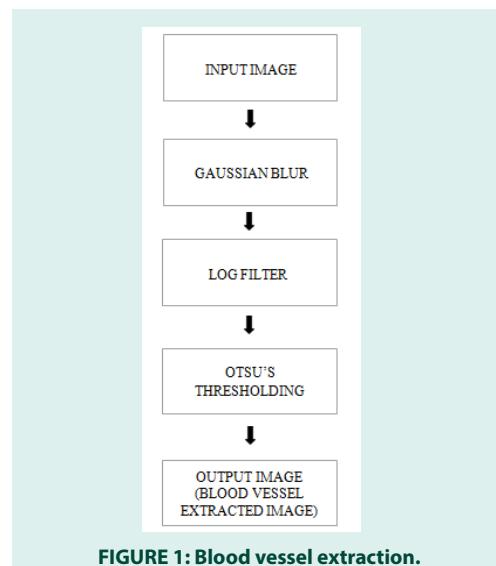 INPUT IMAGE
GAUSSIAN BLUR
LOG FILTER
OTSU'S
THRESHOLDING
OUTPUT IMAGE
(BLOOD VESSEL
EXTRACTED IMAGE)
FIGURE 1: Blood vessel extraction.